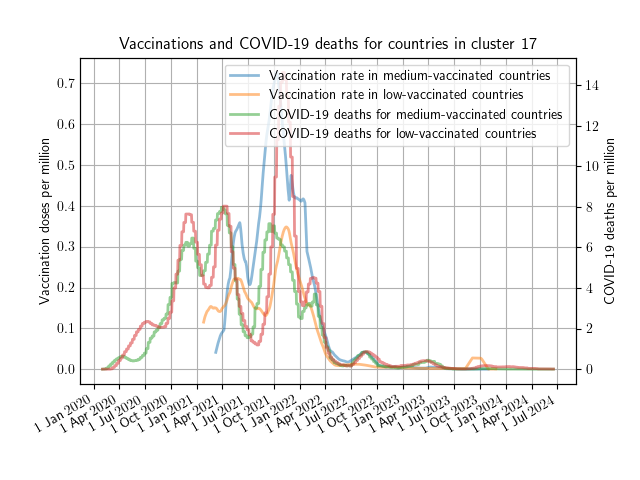 Vaccinations and COVID-19 deaths for countries in cluster 17
Vaccination rate in medium-vaccinated countries
Vaccination rate in low-vaccinated countries
COVID-19 deaths for medium-vaccinated countries
COVID-19 deaths for low-vaccinated countries
Vaccination doses per million
0.7
0.6
0.5
0.4
0.3
0.2
0.1
0.0
COVID-19 deaths per million
14
12
10
8
6
4
2
0
1 Jan 2020
1 Apr 2020
1 Jul 2020
1 Oct 2020
1 Jan 2021
1 Apr 2021
1 Jul 2021
1 Oct 2021
1 Jan 2022
1 Apr 2022
1 Jul 2022
1 Oct 2022
1 Jan 2023
1 Apr 2023
1 Jul 2023
1 Oct 2023
1 Jan 2024
1 Apr 2024
1 Jul 2024